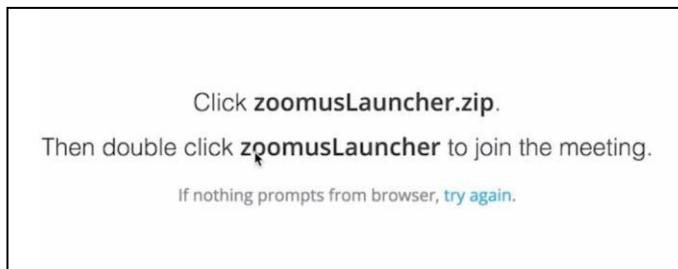 Click zoomusLauncher.zip.
Then double click zoomusLauncher to join the meeting.
If nothing prompts from browser, try again.